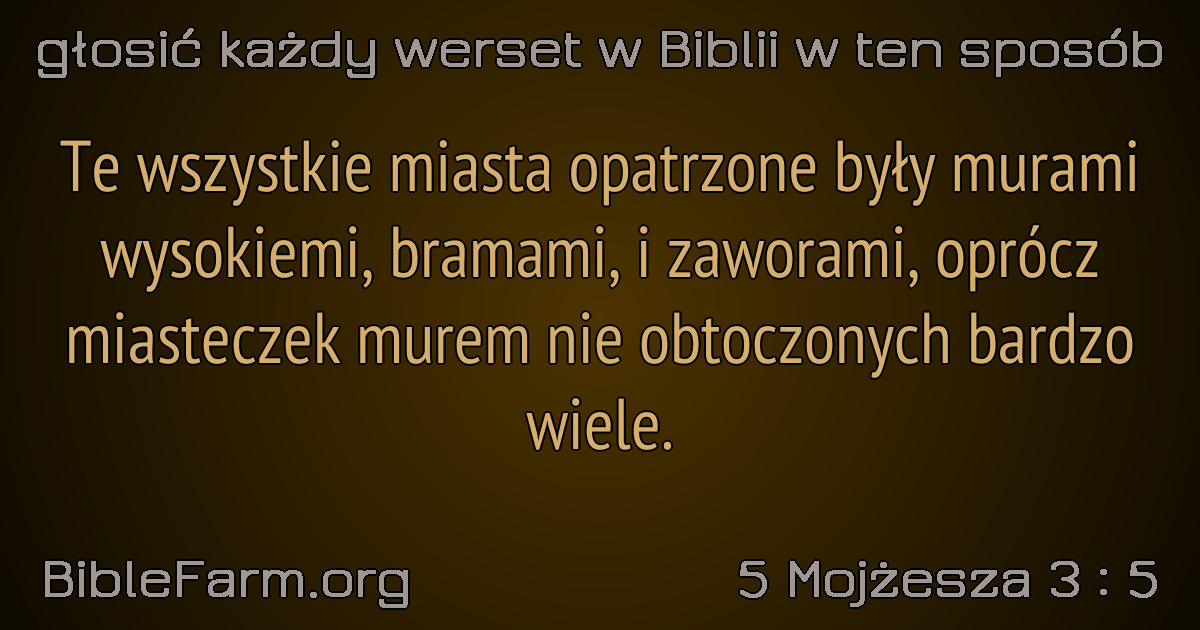 głosić każdy werset w Biblii w ten sposób
Te wszystkie miasta opatrzone były murami
wysokiemi, bramami, i zaworami, oprócz
miasteczek murem nie obtoczonych bardzo
wiele.
BibleFarm.org
5 Mojżesza 3 : 5